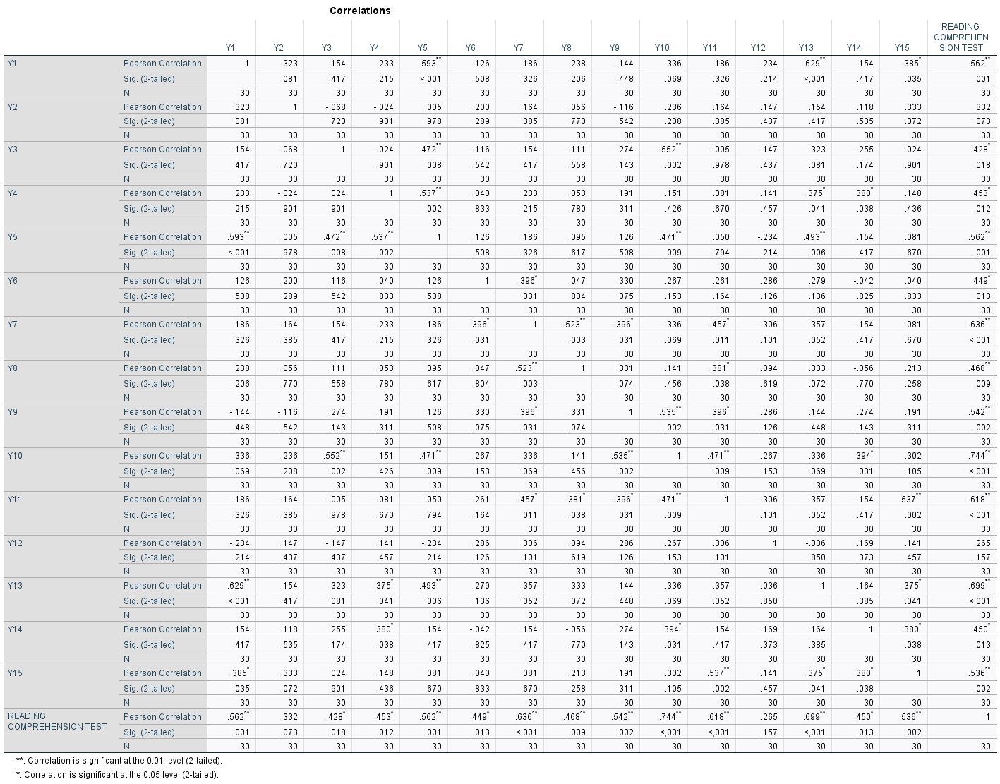 Correlations
Y1 Y2 Y3 Y4 Y5 Y6 Y7 Y8 Y9 Y10 Y11 Y12 Y13 Y14 Y15 READING COMPREHEN SION TEST
Y1 Pearson Correlation 1 .323 .154 .233 .593** .126 .186 .238 -.144 .336 .186 -.234 .629** .154 .385* .562**
Sig. (2-tailed) .081 .417 .215 <,001 .508 .326 .206 .448 .069 .326 .214 <,001 .417 .035 .001
N 30 30 30 30 30 30 30 30 30 30 30 30 30 30 30 30
Y2 Pearson Correlation .323 1 -.068 -.024 .005 .200 .164 .056 -.116 .236 .164 .147 .154 .118 .333 .332
Sig. (2-tailed) .081 .720 .901 .978 .289 .385 .770 .542 .208 .385 .437 .417 .535 .072 .073
N 30 30 30 30 30 30 30 30 30 30 30 30 30 30 30 30
Y3 Pearson Correlation .154 -.068 1 .024 .472** .116 .154 .111 .274 .552** -.005 -.147 .323 .255 .024 .428*
Sig. (2-tailed) .417 .720 .901 .008 .542 .417 .558 .143 .002 .978 .437 .081 .174 .901 .018
N 30 30 30 30 30 30 30 30 30 30 30 30 30 30 30 30
Y4 Pearson Correlation .233 -.024 .024 1 .537** .040 .233 .053 .191 .151 .081 .141 .375* .380* .148 .453*
Sig. (2-tailed) .215 .901 .901 .002 .833 .215 .780 .311 .426 .670 .457 .041 .038 .436 .012
N 30 30 30 30 30 30 30 30 30 30 30 30 30 30 30 30
Y5 Pearson Correlation .593** .005 .472** .537** 1 .126 .186 .095 .126 .471** .050 -.234 .493** .154 .081 .562**
Sig. (2-tailed) <,001 .978 .008 .002 .508 .326 .617 .508 .009 .794 .214 .006 .417 .670 .001
N 30 30 30 30 30 30 30 30 30 30 30 30 30 30 30 30
Y6 Pearson Correlation .126 .200 .116 .040 .126 1 .396* .047 .330 .267 .261 .286 .279 -.042 .040 .449*
Sig. (2-tailed) .508 .289 .542 .833 .508 .031 .804 .075 .153 .164 .126 .136 .825 .833 .013
N 30 30 30 30 30 30 30 30 30 30 30 30 30 30 30 30
Y7 Pearson Correlation .186 .164 .154 .233 .186 .396* 1 .523** .396* .336 .457* .306 .357 .154 .081 .636**
Sig. (2-tailed) .326 .385 .417 .215 .326 .031 .003 .031 .069 .011 .101 .052 .417 .670 <,001
N 30 30 30 30 30 30 30 30 30 30 30 30 30 30 30 30
Y8 Pearson Correlation .238 .056 .111 .053 .095 .047 .523** 1 .331 .141 .381* .094 .333 -.056 .213 .468**
Sig. (2-tailed) .206 .770 .558 .780 .617 .804 .003 .074 .456 .038 .619 .072 .770 .258 .009
N 30 30 30 30 30 30 30 30 30 30 30 30 30 30 30 30
Y9 Pearson Correlation -.144 -.116 .274 .191 .126 .330 .396* .331 1 .535** .396* .286 .144 .274 .191 .542**
Sig. (2-tailed) .448 .542 .143 .311 .508 .075 .031 .074 .002 .031 .126 .448 .143 .311 .002
N 30 30 30 30 30 30 30 30 30 30 30 30 30 30 30 30
Y10 Pearson Correlation .336 .236 .552** .151 .471** .267 .336 .141 .535** 1 .471** .267 .336 .394* .302 .744**
Sig. (2-tailed) .069 .208 .002 .426 .009 .153 .069 .456 .002 .009 .153 .069 .031 .105 <,001
N 30 30 30 30 30 30 30 30 30 30 30 30 30 30 30 30
Y11 Pearson Correlation .186 .164 -.005 .081 .050 .261 .457* .381* .396* .471** 1 .306 .357 .154 .537** .618**
Sig. (2-tailed) .326 .385 .978 .670 .794 .164 .011 .038 .031 .009 .101 .052 .417 .002 <,001
N 30 30 30 30 30 30 30 30 30 30 30 30 30 30 30 30
Y12 Pearson Correlation -.234 .147 -.147 .141 -.234 .286 .306 .094 .286 .267 .306 1 -.036 .169 .141 .265
Sig. (2-tailed) .214 .437 .437 .457 .214 .126 .101 .619 .126 .153 .101 .850 .373 .457 .157
N 30 30 30 30 30 30 30 30 30 30 30 30 30 30 30 30
Y13 Pearson Correlation .629** .154 .323 .375* .493** .279 .357 .333 .144 .336 .357 -.036 1 .164 .375* .699**
Sig. (2-tailed) <,001 .417 .081 .041 .006 .136 .052 .072 .448 .069 .052 .850 .385 .041 <,001
N 30 30 30 30 30 30 30 30 30 30 30 30 30 30 30 30
Y14 Pearson Correlation .154 .118 .255 .380* .154 -.042 .154 -.056 .274 .394* .154 .169 .164 1 .380* .450*
Sig. (2-tailed) .417 .535 .174 .038 .417 .825 .417 .770 .143 .031 .417 .373 .385 .038 .013
N 30 30 30 30 30 30 30 30 30 30 30 30 30 30 30 30
Y15 Pearson Correlation .385* .333 .024 .148 .081 .040 .081 .213 .191 .302 .537** .141 .375* .380* 1 .536**
Sig. (2-tailed) .035 .072 .901 .436 .670 .833 .670 .258 .311 .105 .002 .457 .041 .038 .002
N 30 30 30 30 30 30 30 30 30 30 30 30 30 30 30 30
READING COMPREHENSION TEST Pearson Correlation .562** .332 .428* .453* .562** .449* .636** .468** .542** .744** .618** .265 .699** .450* .536** 1
Sig. (2-tailed) .001 .073 .018 .012 .001 .013 <,001 .009 .002 <,001 <,001 .157 <,001 .013 .002
N 30 30 30 30 30 30 30 30 30 30 30 30 30 30 30 30
**. Correlation is significant at the 0.01 level (2-tailed).
*. Correlation is significant at the 0.05 level (2-tailed).